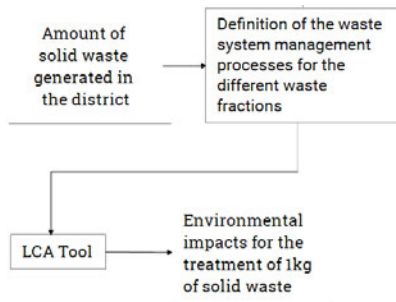 Amount of
solid waste
generated in
the district
Definition of the waste
system management
processes for the
different waste
fractions
LCA Tool
Environmental
impacts for the
treatment of 1kg
of solid waste